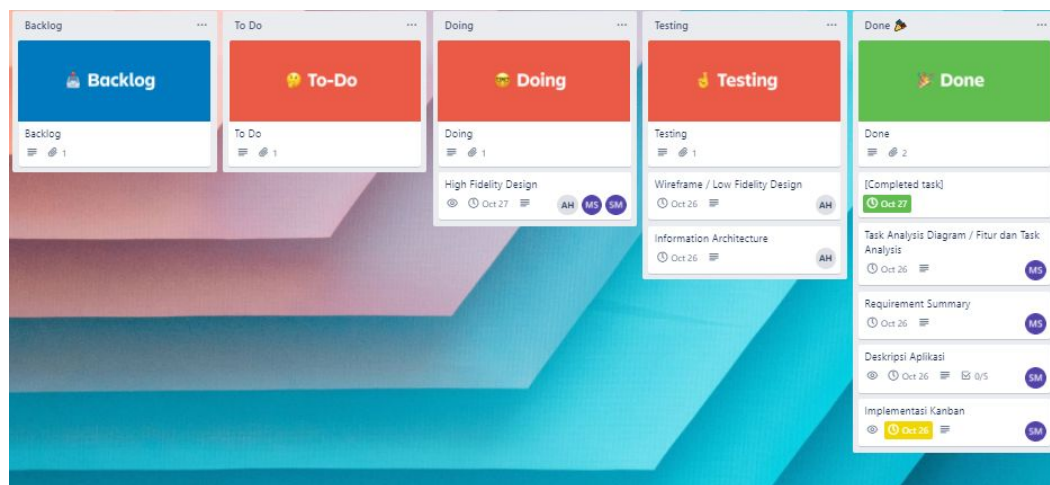 Backlog
Backlog
Backlog
1
To Do
To-Do
To Do
1
Doing
Doing
Doing
1
High Fidelity Design
Oct 27
AH MS SM
Testing
Testing
Testing
1
Wireframe / Low Fidelity Design
Oct 26
AH
Information Architecture
Oct 26
AH
Done
Done
Done
2
[Completed task]
Oct 27
Task Analysis Diagram / Fitur dan Task
Analysis
Oct 26
MS
Requirement Summary
Oct 26
MS
Deskripsi Aplikasi
Oct 26 0/5
SM
Implementasi Kanban
Oct 26
SM